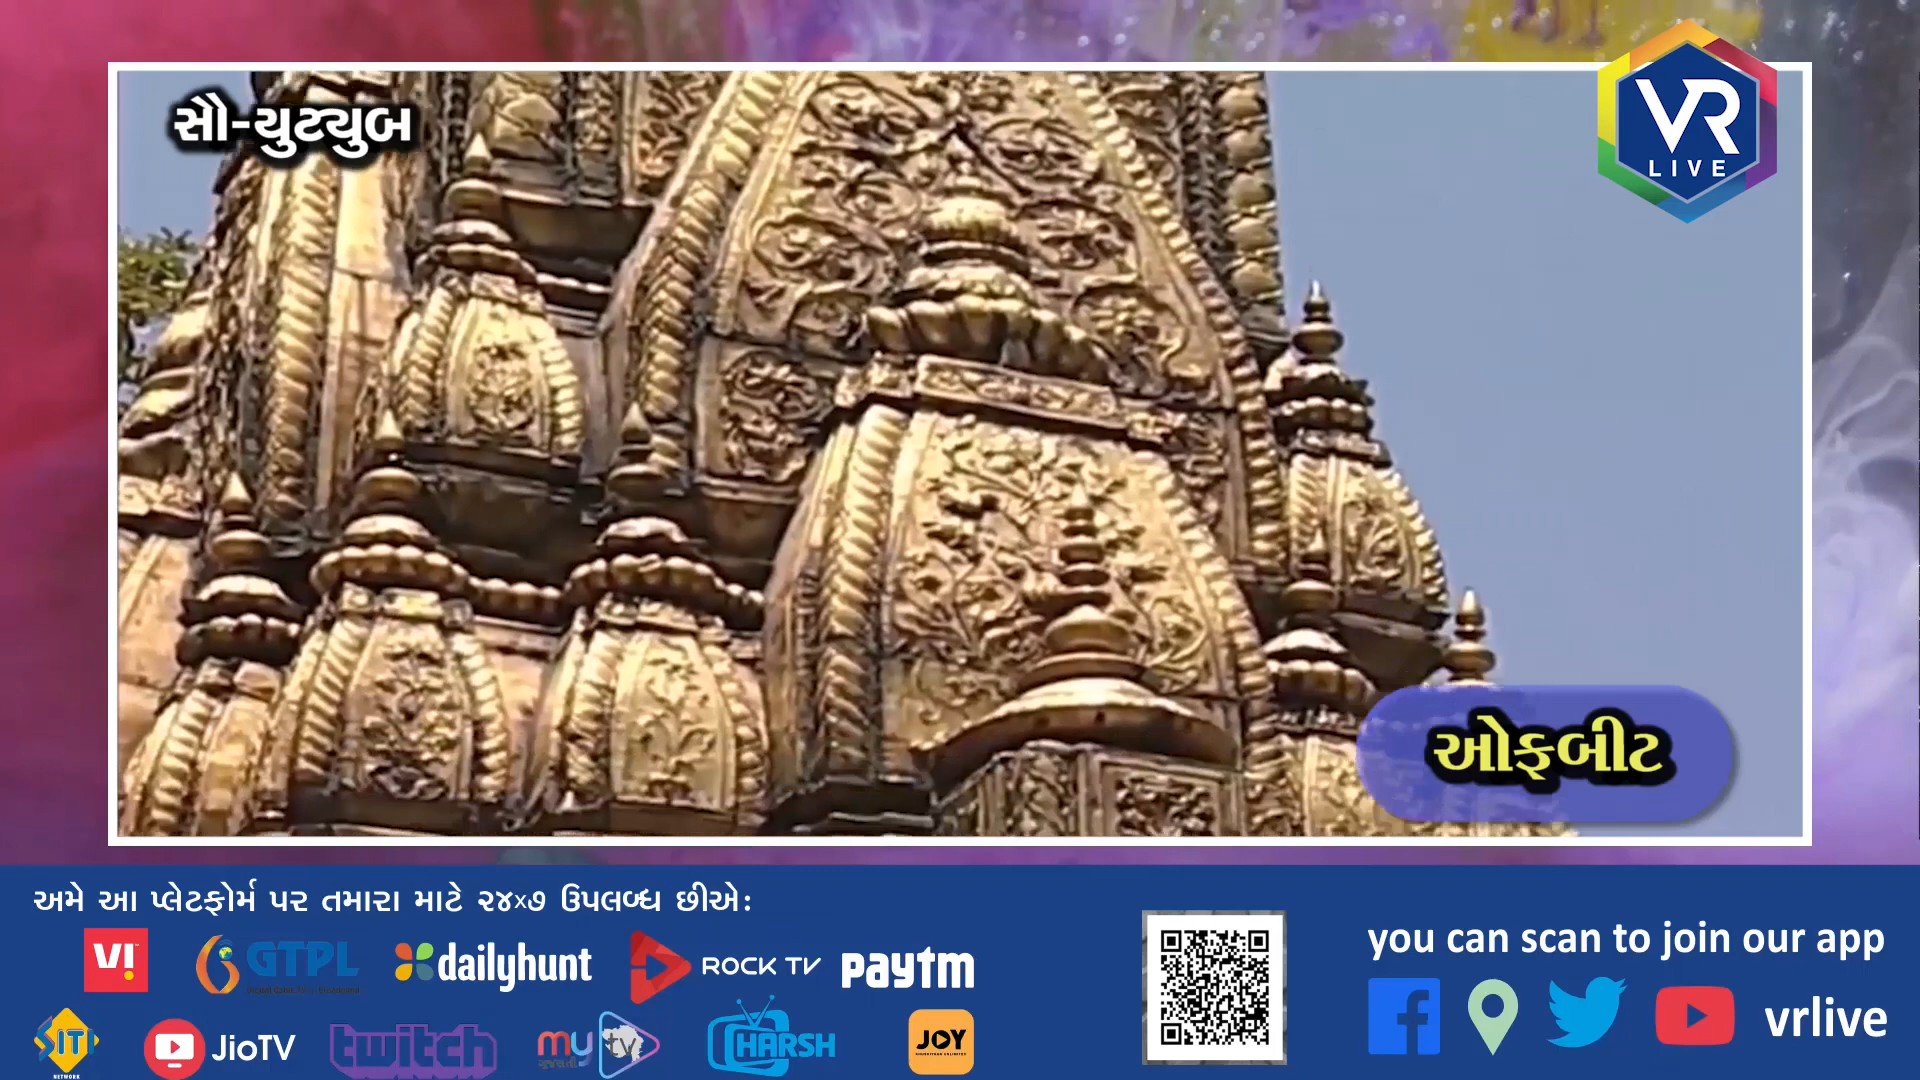 સૌ-યુટ્યુબ
VR
LIVE
ઓફબીટ
અમે આ પ્લેટફોર્મ પર તમારા માટે ૨૪x૭ ઉપલબ્ધ છીએ:
you can scan to join our app
VI
GTPL
dailyhunt
ROCK TV
paytm
SITI
NETWORK
JioTV
twitch
my tv
HARSH
JOY
vrlive